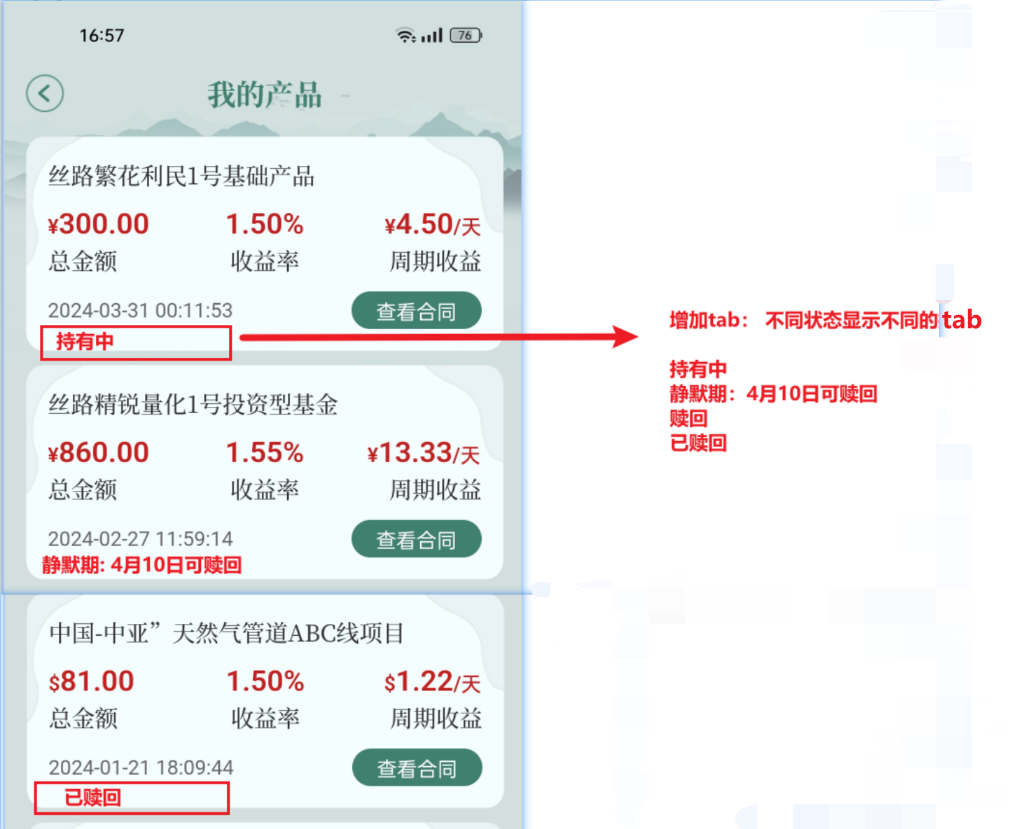 16:57
76
我的产品
丝路繁花利民1号基础产品
¥300.00 1.50% ¥4.50/天
总金额 收益率 周期收益
2024-03-31 00:11:53 查看合同
持有中
增加tab： 不同状态显示不同的tab
持有中
静默期：4月10日可赎回
赎回
已赎回
丝路精锐量化1号投资型基金
¥860.00 1.55% ¥13.33/天
总金额 收益率 周期收益
2024-02-27 11:59:14 查看合同
静默期: 4月10日可赎回
中国-中亚”天然气管道ABC线项目
$81.00 1.50% $1.22/天
总金额 收益率 周期收益
2024-01-21 18:09:44 查看合同
已赎回